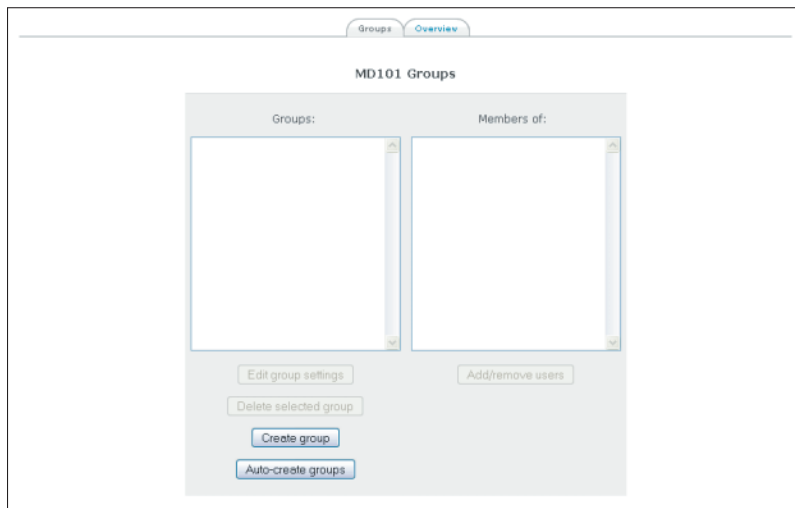 Groups Overview
MD101 Groups
Groups: Members of:
Edit group settings Add/remove users
Delete selected group
Create group
Auto-create groups